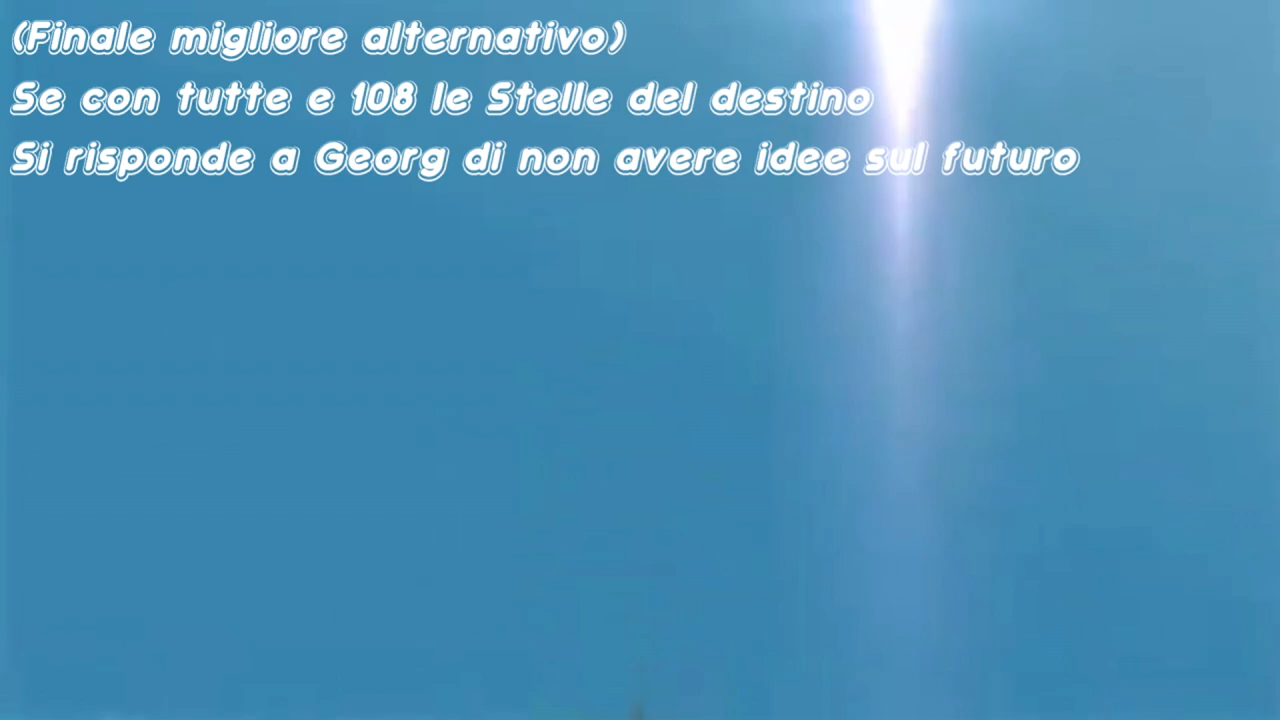 (Finale migliore alternativo)
Se con tutte e 108 le Stelle del destino
Si risponde a Georg di non avere idee sul futuro